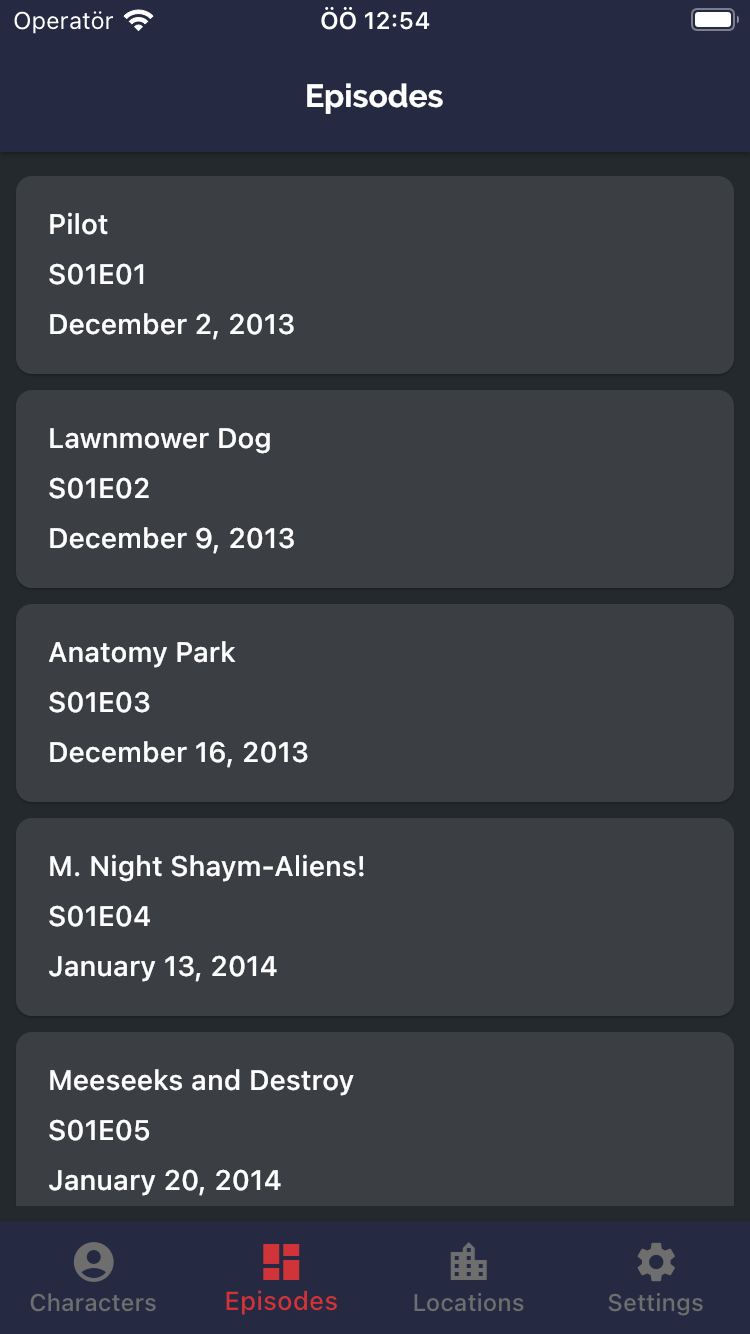 Operatör ÖÖ 12:54
Episodes
Pilot
S01E01
December 2, 2013
Lawnmower Dog
S01E02
December 9, 2013
Anatomy Park
S01E03
December 16, 2013
M. Night Shaym-Aliens!
S01E04
January 13, 2014
Meeseeks and Destroy
S01E05
January 20, 2014
Characters Episodes Locations Settings